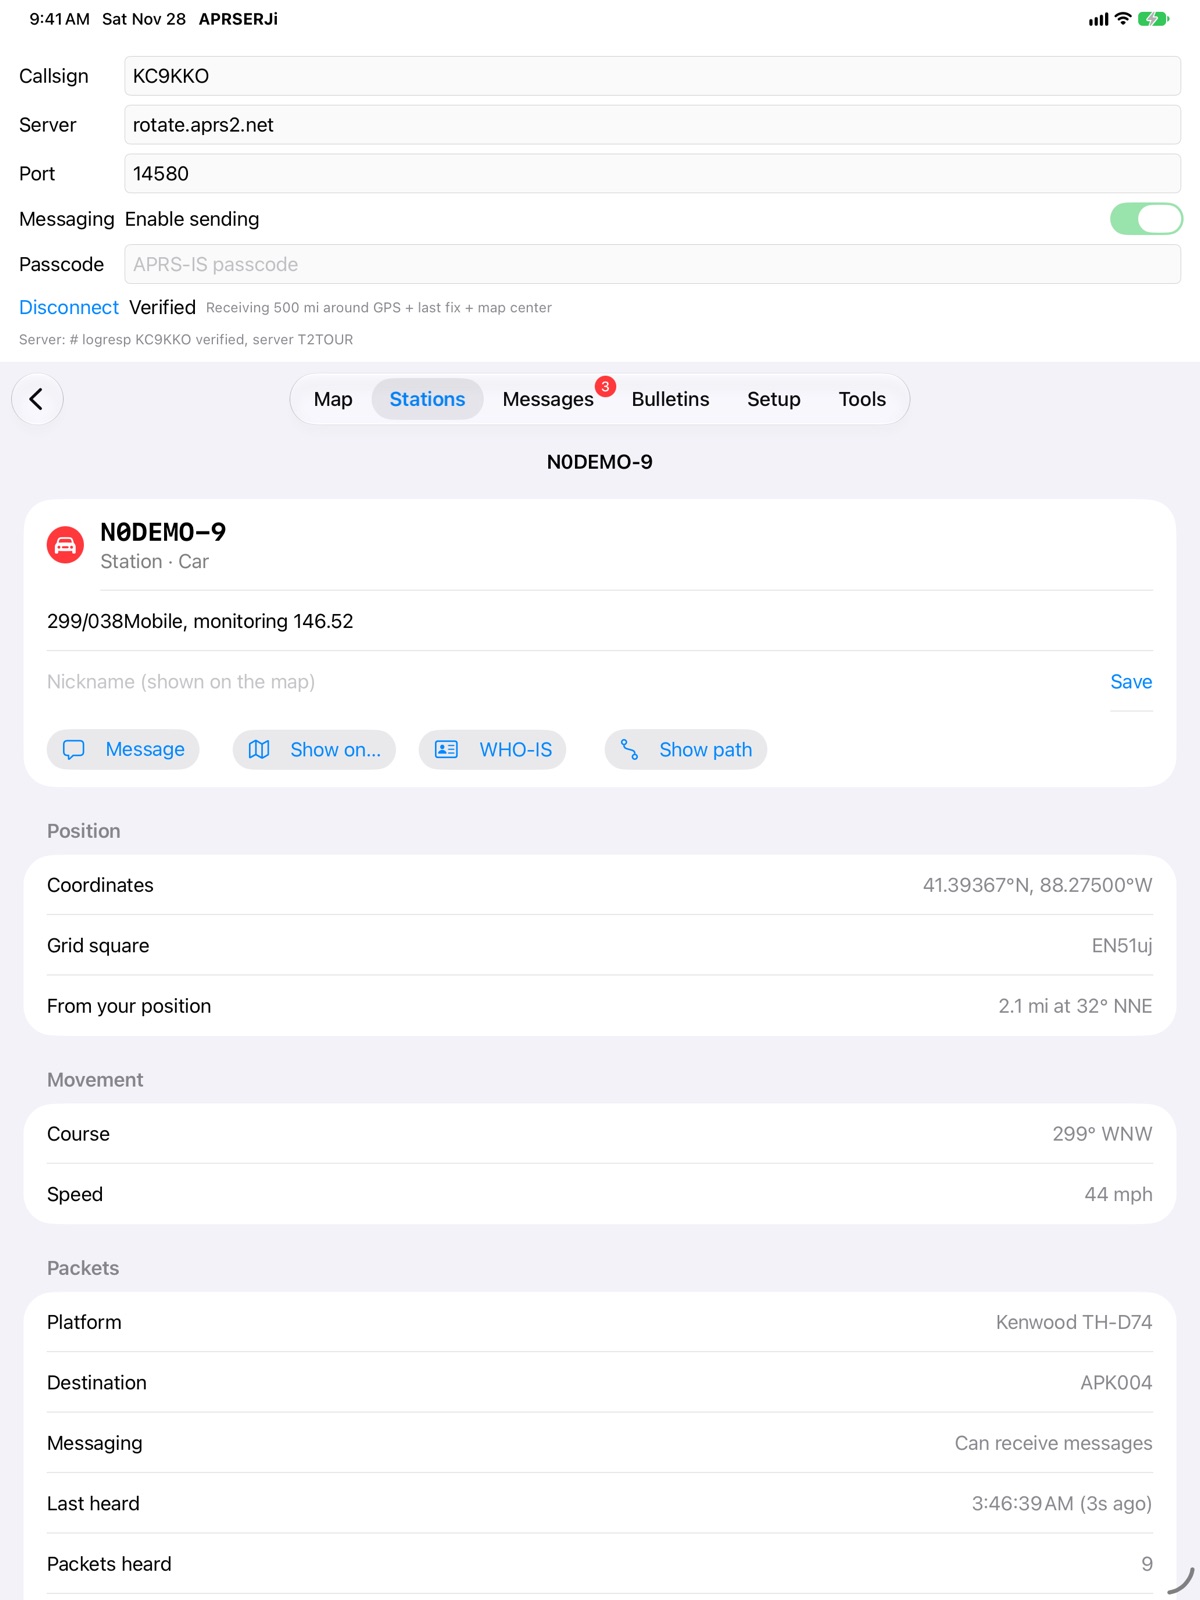 9:41 AM Sat Nov 28 APRSERJi
Callsign KC9KKO
Server rotate.aprs2.net
Port 14580
Messaging Enable sending
Passcode APRS-IS passcode
Disconnect Verified Receiving 500 mi around GPS + last fix + map center
Server: # logresp KC9KKO verified, server T2TOUR
Map Stations Messages 3 Bulletins Setup Tools
N0DEMO-9
N0DEMO-9
Station · Car
299/038Mobile, monitoring 146.52
Nickname (shown on the map) Save
Message Show on... WHO-IS Show path
Position
Coordinates 41.39367°N, 88.27500°W
Grid square EN51uj
From your position 2.1 mi at 32° NNE
Movement
Course 299° WNW
Speed 44 mph
Packets
Platform Kenwood TH-D74
Destination APK004
Messaging Can receive messages
Last heard 3:46:39 AM (3s ago)
Packets heard 9